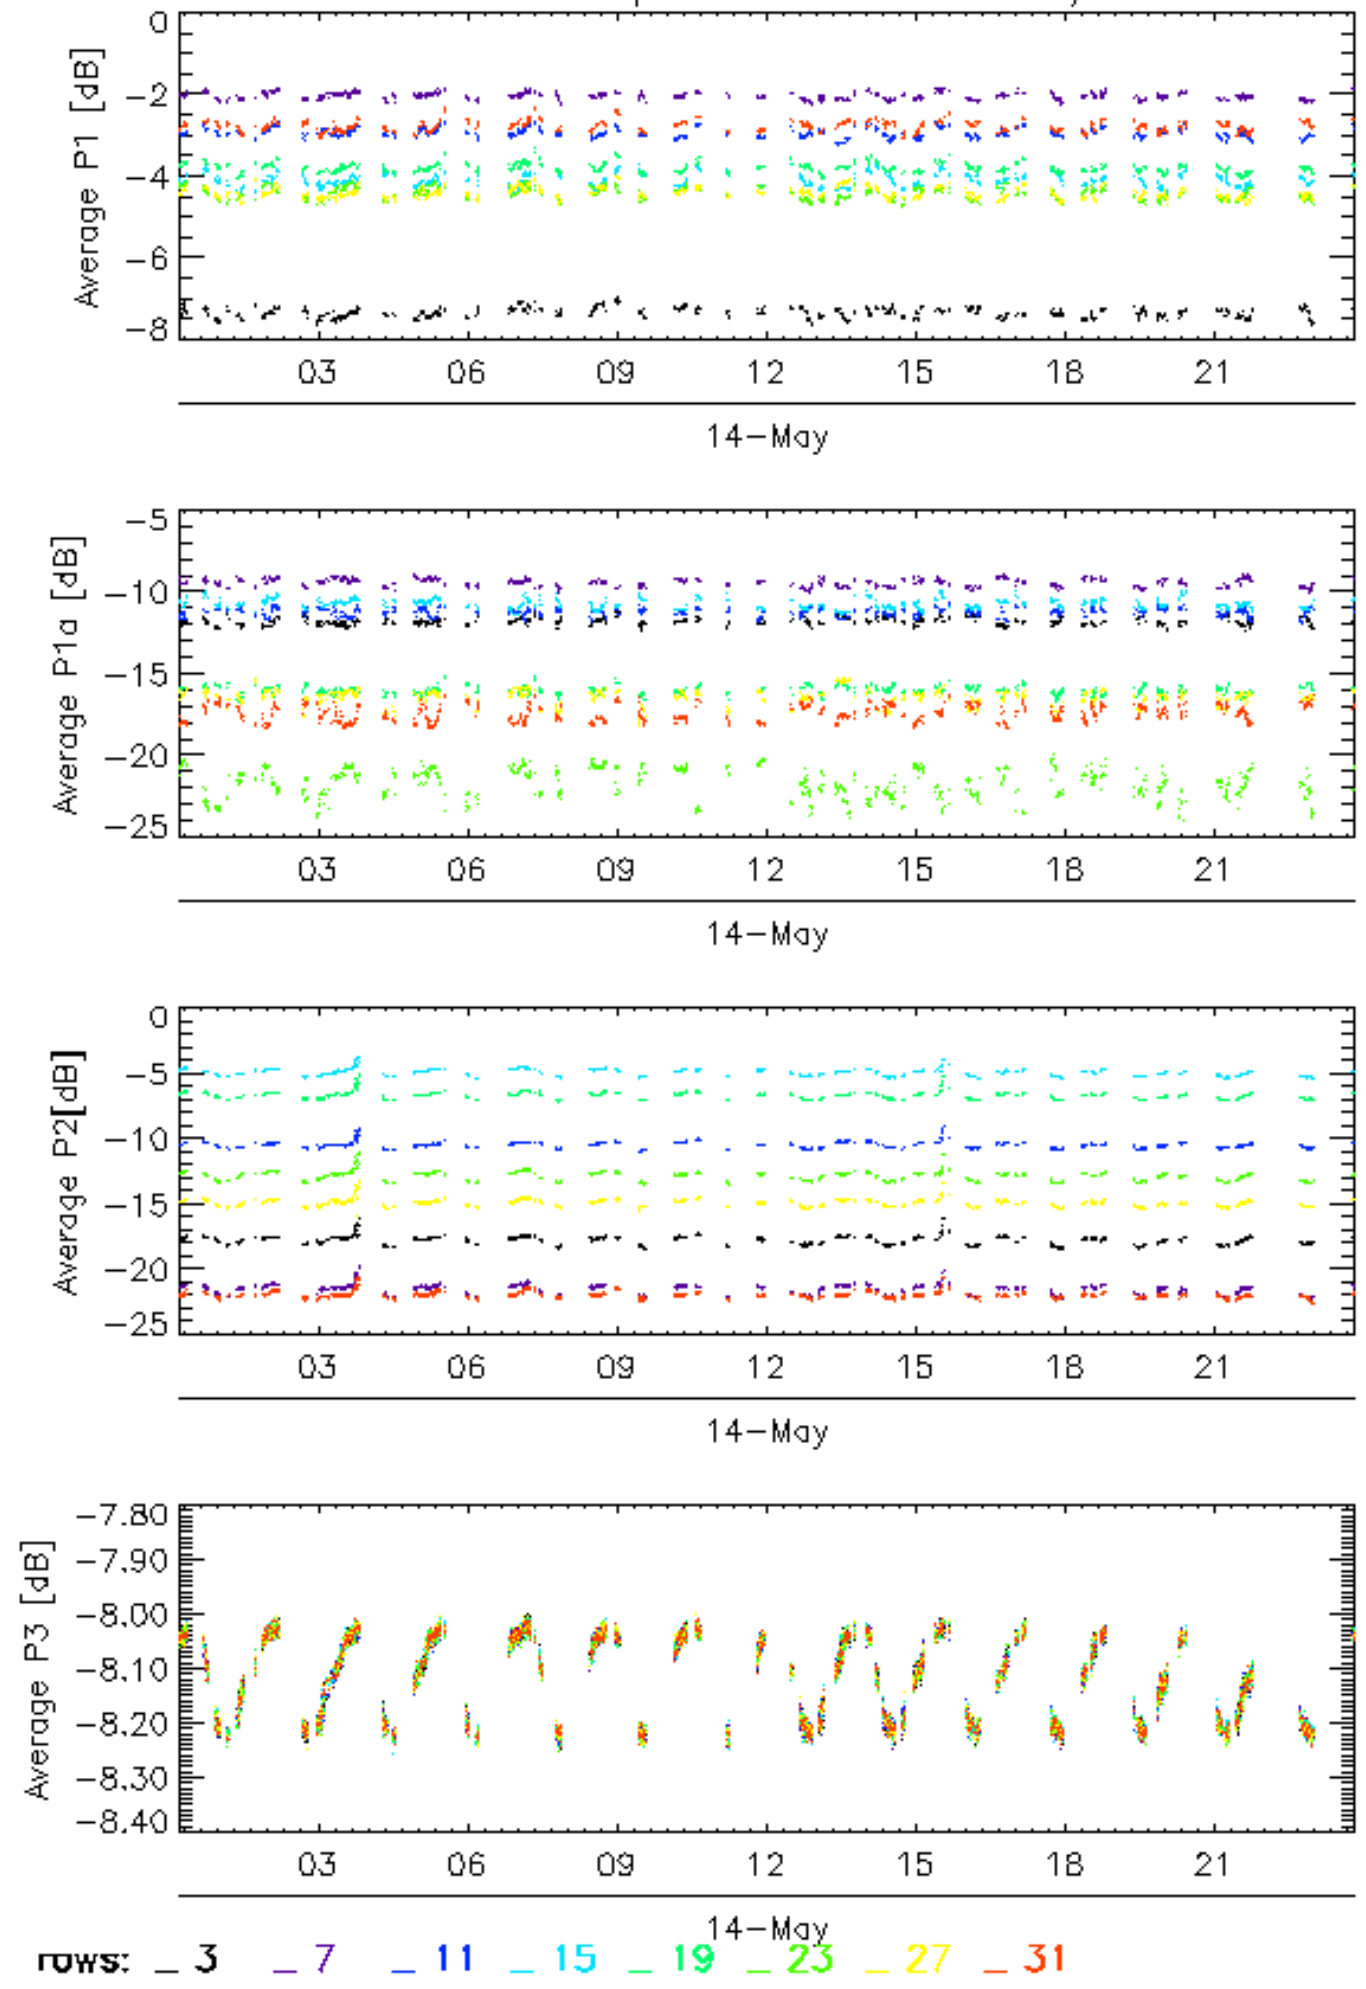 0
-2
-4
-6
-8
Average P1 [dB]
03 06 09 12 15 18 21
14-May
-5
-10
-15
-20
-25
Average P1a [dB]
03 06 09 12 15 18 21
14-May
0
-5
-10
-15
-20
-25
Average P2[dB]
03 06 09 12 15 18 21
14-May
-7.80
-7.90
-8.00
-8.10
-8.20
-8.30
-8.40
Average P3 [dB]
03 06 09 12 15 18 21
14-May
rows: _ 3 _ 7 _ 11 _ 15 _ 19 _ 23 _ 27 _ 31